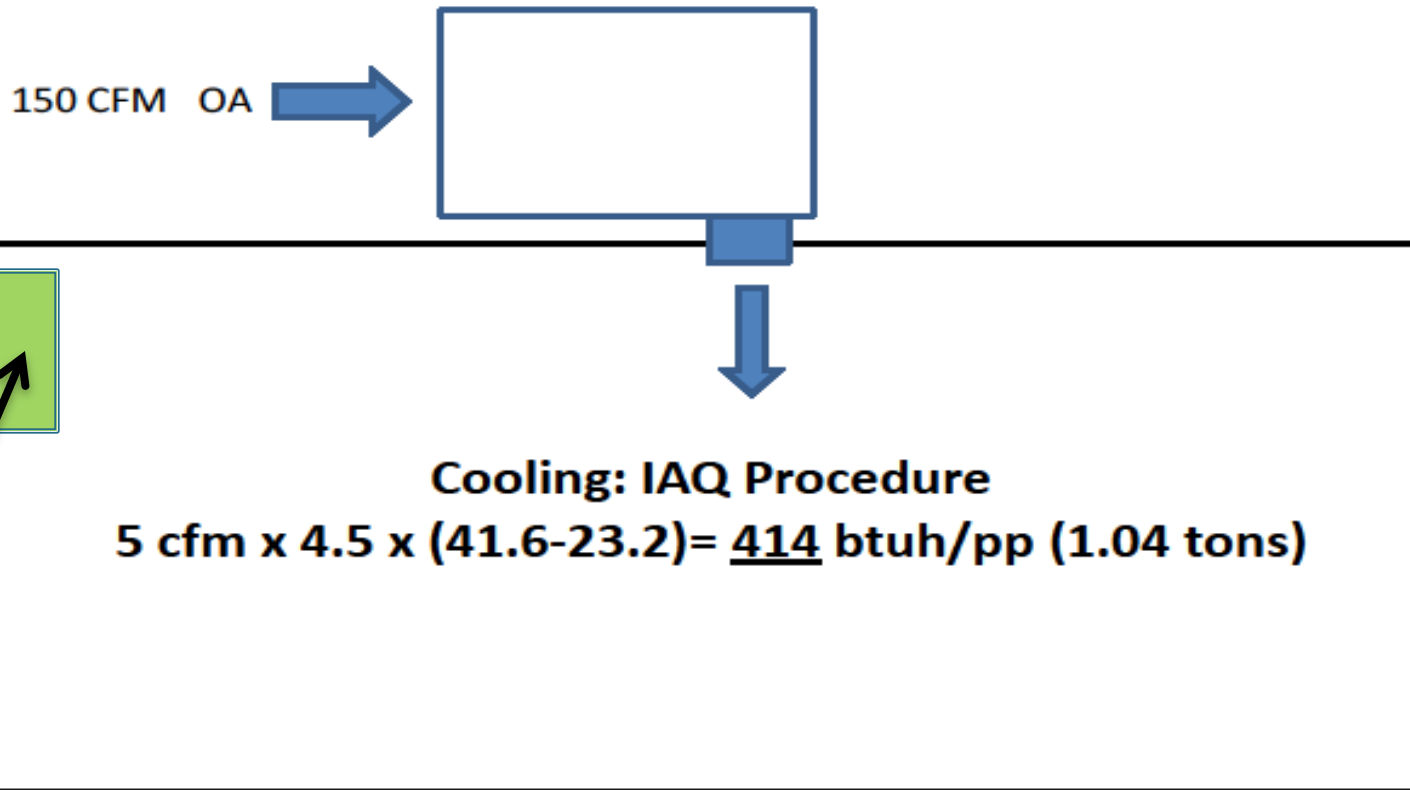 150 CFM OA
Cooling: IAQ Procedure
5 cfm x 4.5 x (41.6-23.2)= 414 btuh/pp (1.04 tons)